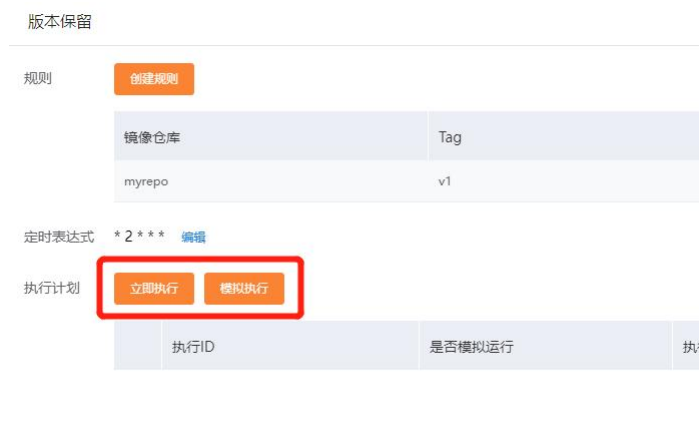 版本保留
规则 创建规则
镜像仓库 Tag
myrepo v1
定时表达式 * 2 * * * 编辑
执行计划 立即执行 模拟执行
执行ID 是否模拟运行